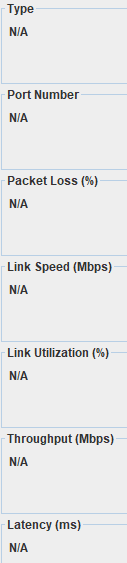 Type
N/A
Port Number
N/A
Packet Loss (%)
N/A
Link Speed (Mbps)
N/A
Link Utilization (%)
N/A
Throughput (Mbps)
N/A
Latency (ms)
N/A